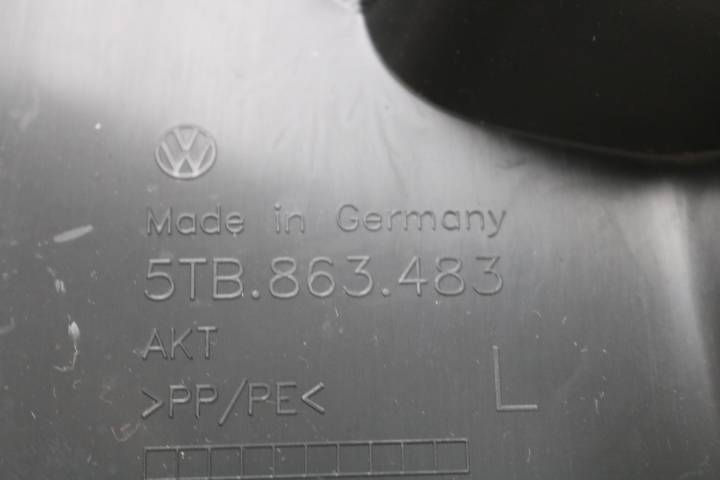 Made in Germany
5TB.863.483
AKT
>PP/PE<
L